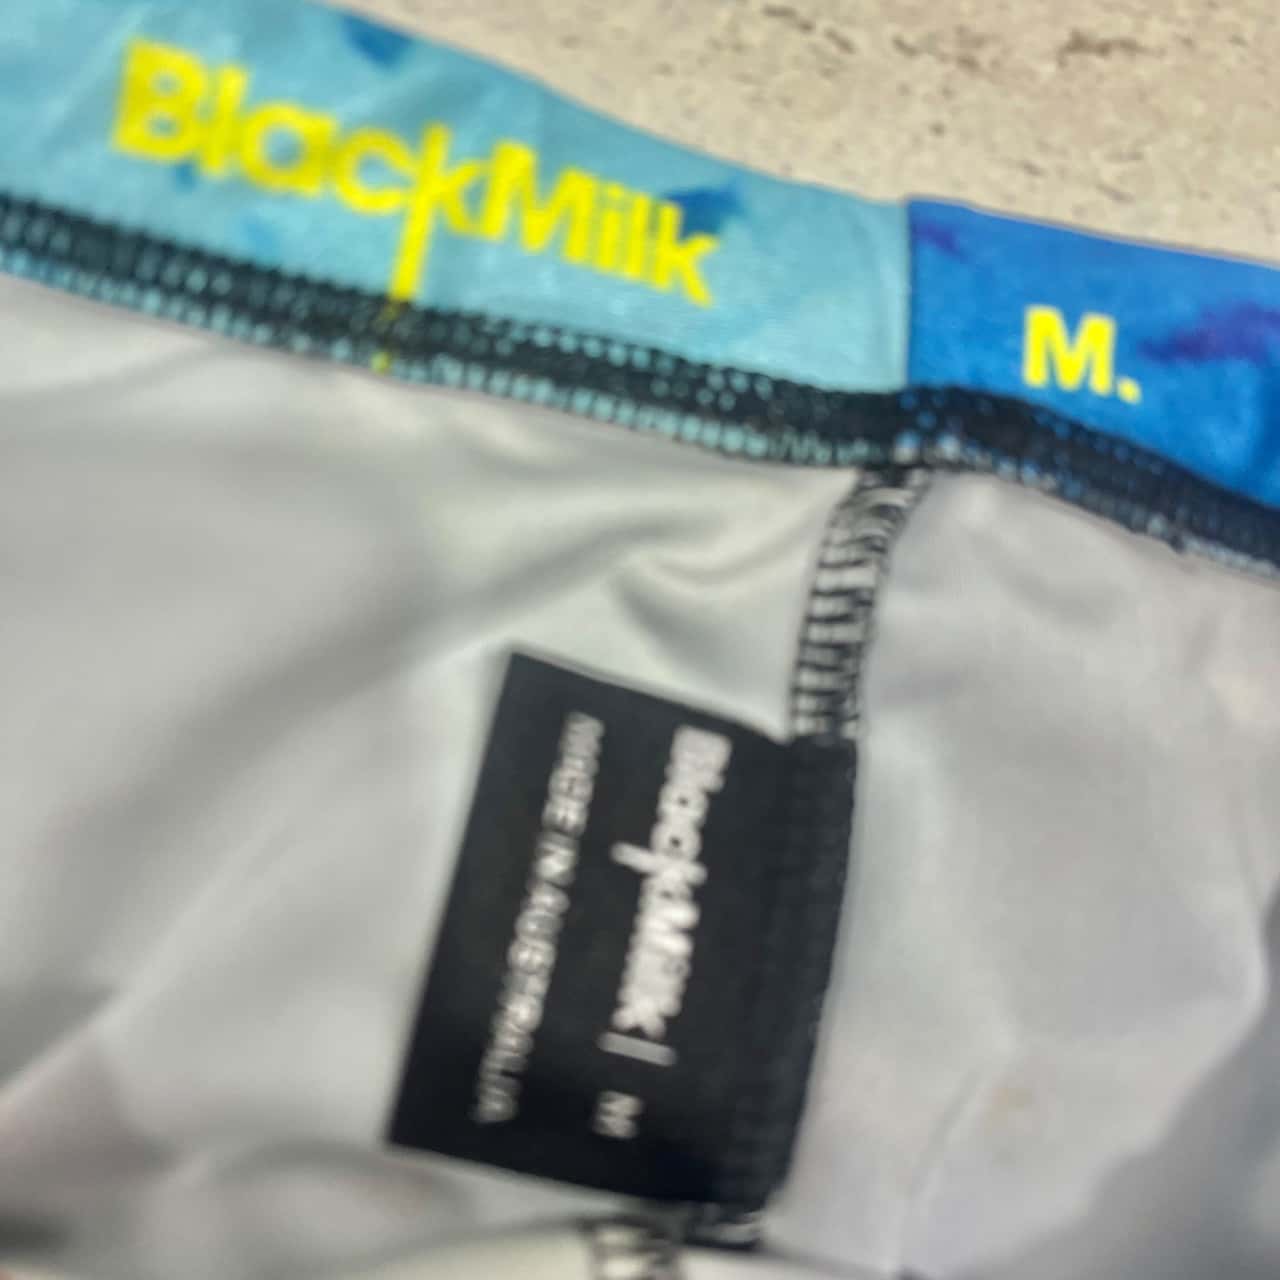 BlackMilk
M.
BlackMilk | M
MADE IN AUSTRALIA